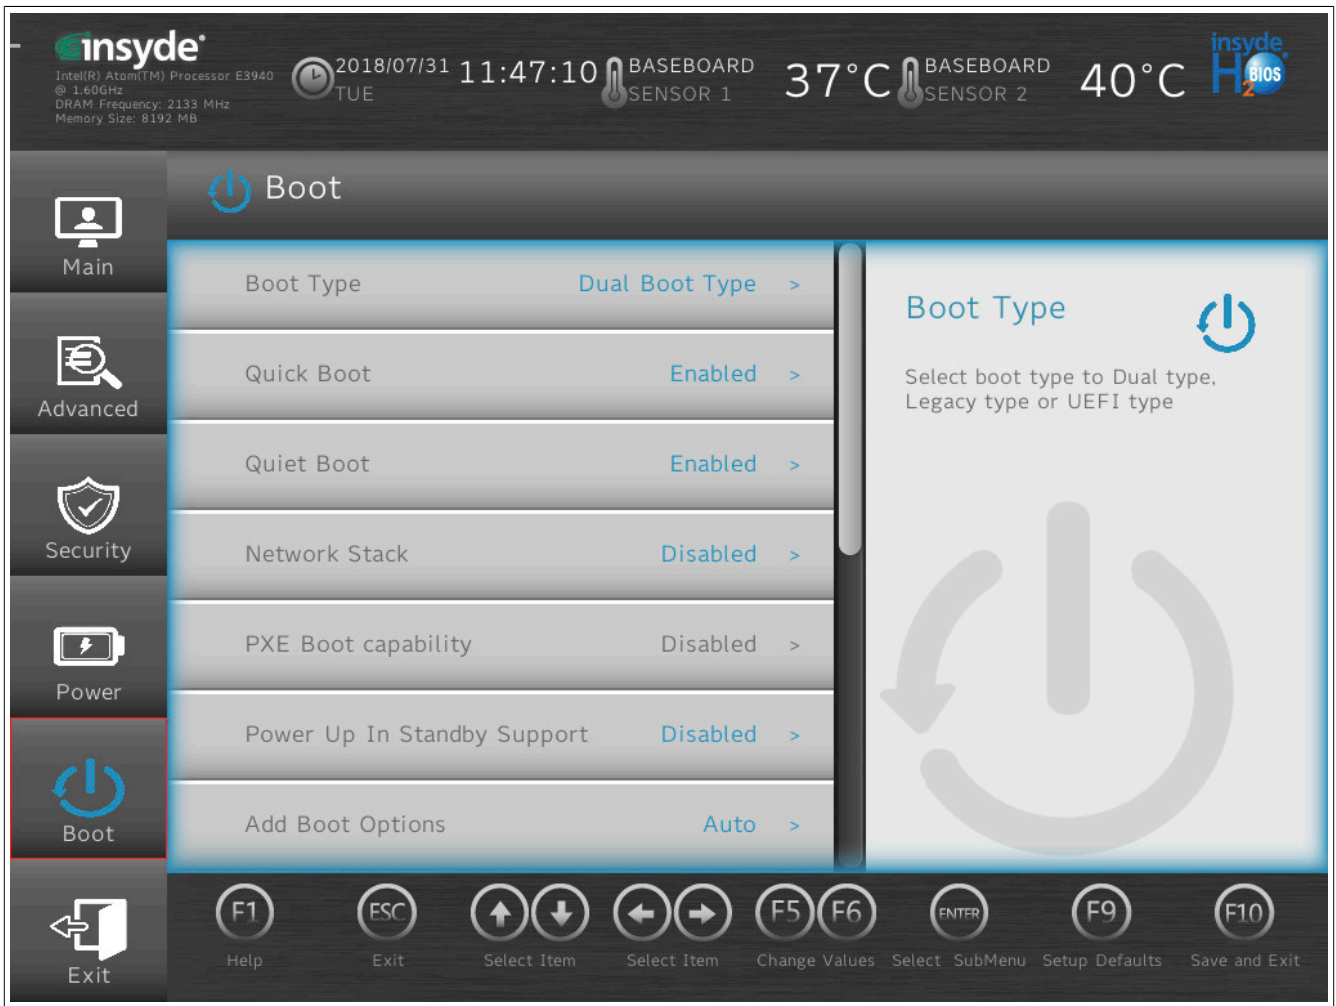 insyde®
Intel(R) Atom(TM) Processor E3940
@ 1.60GHz
DRAM Frequency: 2133 MHz
Memory Size: 8192 MB
2018/07/31
TUE
11:47:10
BASEBOARD
SENSOR 1
37°C
BASEBOARD
SENSOR 2
40°C
insyde
H2BIOS
Main
Advanced
Security
Power
Boot
Exit
Boot
Boot Type Dual Boot Type >
Quick Boot Enabled >
Quiet Boot Enabled >
Network Stack Disabled >
PXE Boot capability Disabled >
Power Up In Standby Support Disabled >
Add Boot Options Auto >
Boot Type
Select boot type to Dual type,
Legacy type or UEFI type
F1 ESC F5 F6 ENTER F9 F10
Help Exit Select Item Select Item Change Values Select SubMenu Setup Defaults Save and Exit